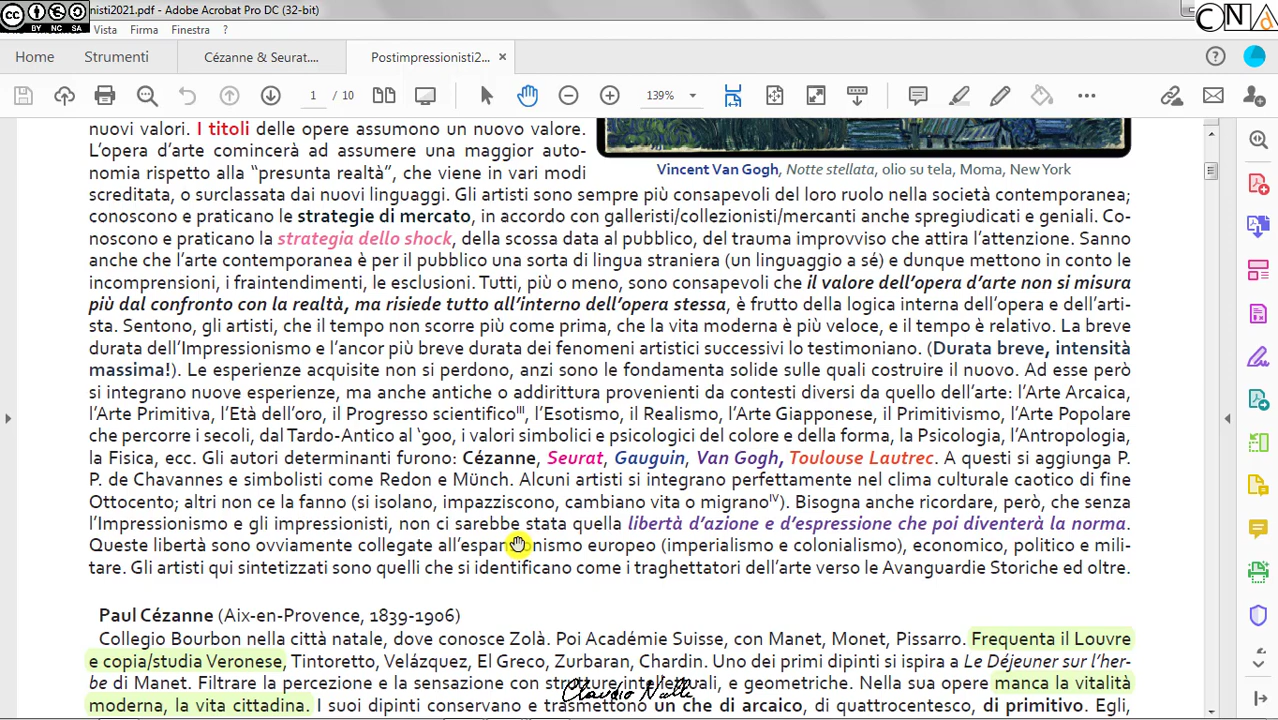 nisti2021.pdf - Adobe Acrobat Pro DC (32-bit)
CC BY NC SA
CNA
Vista Firma Finestra ?
Home Strumenti Cézanne & Seurat.... Postimpressionisti2... ×
1 / 10 139%
nuovi valori. I titoli delle opere assumono un nuovo valore.
L'opera d'arte comincerà ad assumere una maggior auto-
nomia rispetto alla "presunta realtà", che viene in vari modi
Vincent Van Gogh, Notte stellata, olio su tela, Moma, New York
screditata, o surclassata dai nuovi linguaggi. Gli artisti sono sempre più consapevoli del loro ruolo nella società contemporanea;
conoscono e praticano le strategie di mercato, in accordo con galleristi/collezionisti/mercanti anche spregiudicati e geniali. Co-
noscono e praticano la strategia dello shock, della scossa data al pubblico, del trauma improvviso che attira l'attenzione. Sanno
anche che l'arte contemporanea è per il pubblico una sorta di lingua straniera (un linguaggio a sé) e dunque mettono in conto le
incomprensioni, i fraintendimenti, le esclusioni. Tutti, più o meno, sono consapevoli che il valore dell'opera d'arte non si misura
più dal confronto con la realtà, ma risiede tutto all'interno dell'opera stessa, è frutto della logica interna dell'opera e dell'arti-
sta. Sentono, gli artisti, che il tempo non scorre più come prima, che la vita moderna è più veloce, e il tempo è relativo. La breve
durata dell'Impressionismo e l'ancor più breve durata dei fenomeni artistici successivi lo testimoniano. (Durata breve, intensità
massima!). Le esperienze acquisite non si perdono, anzi sono le fondamenta solide sulle quali costruire il nuovo. Ad esse però
si integrano nuove esperienze, ma anche antiche o addirittura provenienti da contesti diversi da quello dell'arte: l'Arte Arcaica,
l'Arte Primitiva, l'Età dell'oro, il Progresso scientificoIII, l'Esotismo, il Realismo, l'Arte Giapponese, il Primitivismo, l'Arte Popolare
che percorre i secoli, dal Tardo-Antico al '900, i valori simbolici e psicologici del colore e della forma, la Psicologia, l'Antropologia,
la Fisica, ecc. Gli autori determinanti furono: Cézanne, Seurat, Gauguin, Van Gogh, Toulouse Lautrec. A questi si aggiunga P.
P. de Chavannes e simbolisti come Redon e Münch. Alcuni artisti si integrano perfettamente nel clima culturale caotico di fine
Ottocento; altri non ce la fanno (si isolano, impazziscono, cambiano vita o migranoIV). Bisogna anche ricordare, però, che senza
l'Impressionismo e gli impressionisti, non ci sarebbe stata quella libertà d'azione e d'espressione che poi diventerà la norma.
Queste libertà sono ovviamente collegate all'espansionismo europeo (imperialismo e colonialismo), economico, politico e mili-
tare. Gli artisti qui sintetizzati sono quelli che si identificano come i traghettatori dell'arte verso le Avanguardie Storiche ed oltre.
Paul Cézanne (Aix-en-Provence, 1839-1906)
Collegio Bourbon nella città natale, dove conosce Zolà. Poi Académie Suisse, con Manet, Monet, Pissarro. Frequenta il Louvre
e copia/studia Veronese, Tintoretto, Velázquez, El Greco, Zurbaran, Chardin. Uno dei primi dipinti si ispira a Le Déjeuner sur l'her-
be di Manet. Filtrare la percezione e la sensazione con strutture intellettuali, e geometriche. Nella sua opere manca la vitalità
moderna, la vita cittadina. I suoi dipinti conservano e trasmettono un che di arcaico, di quattrocentesco, di primitivo. Egli,
Claudio Nalli